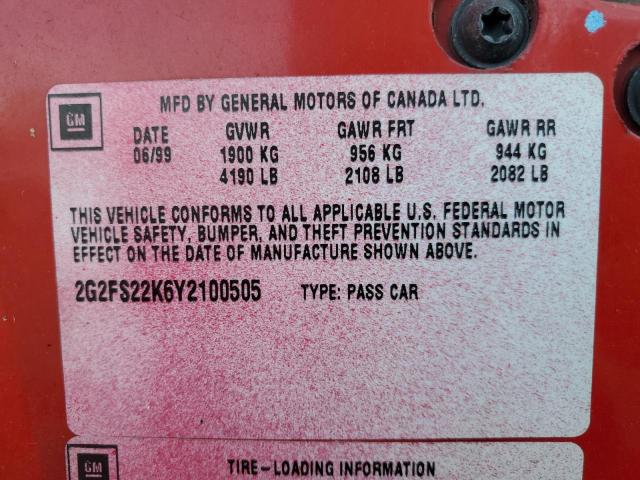 GM
MFD BY GENERAL MOTORS OF CANADA LTD.
DATE GVWR GAWR FRT GAWR RR
06/99 1900 KG 956 KG 944 KG
4190 LB 2108 LB 2082 LB
THIS VEHICLE CONFORMS TO ALL APPLICABLE U.S. FEDERAL MOTOR
VEHICLE SAFETY, BUMPER, AND THEFT PREVENTION STANDARDS IN
EFFECT ON THE DATE OF MANUFACTURE SHOWN ABOVE.
2G2FS22K6Y2100505 TYPE: PASS CAR
GM
TIRE-LOADING INFORMATION